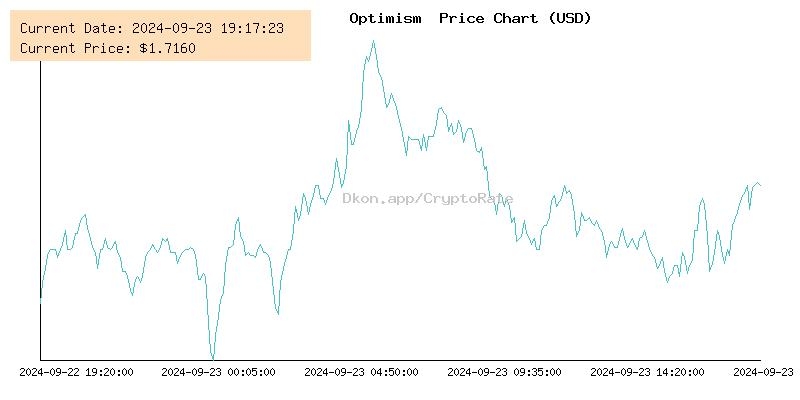 Optimism  Price Chart (USD)
Current Date: 2024-09-23 19:17:23
Current Price: $1.7160
Dkon.app/CryptoRate
2024-09-22 19:20:00 2024-09-23 00:05:00 2024-09-23 04:50:00 2024-09-23 09:35:00 2024-09-23 14:20:00 2024-09-23